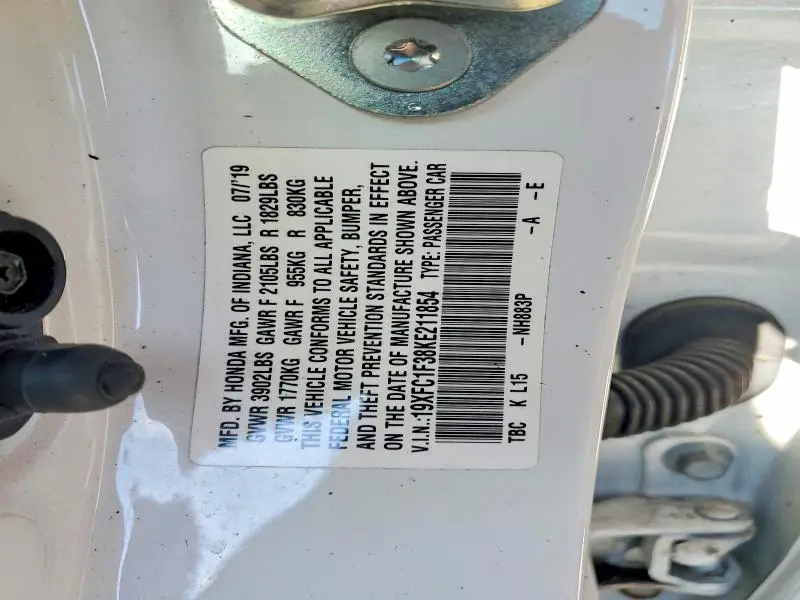 MFD. BY HONDA MFG. OF INDIANA, LLC 07/'19
GVWR 3902LBS GAWR F 2105LBS R 1829LBS
GVWR 1770KG GAWR F 955KG R 830KG
THIS VEHICLE CONFORMS TO ALL APPLICABLE
FEDERAL MOTOR VEHICLE SAFETY, BUMPER,
AND THEFT PREVENTION STANDARDS IN EFFECT
ON THE DATE OF MANUFACTURE SHOWN ABOVE.
V.I.N.:19XFC1F38KE211854 TYPE: PASSENGER CAR
TBC K L15 -NH883P -A -E